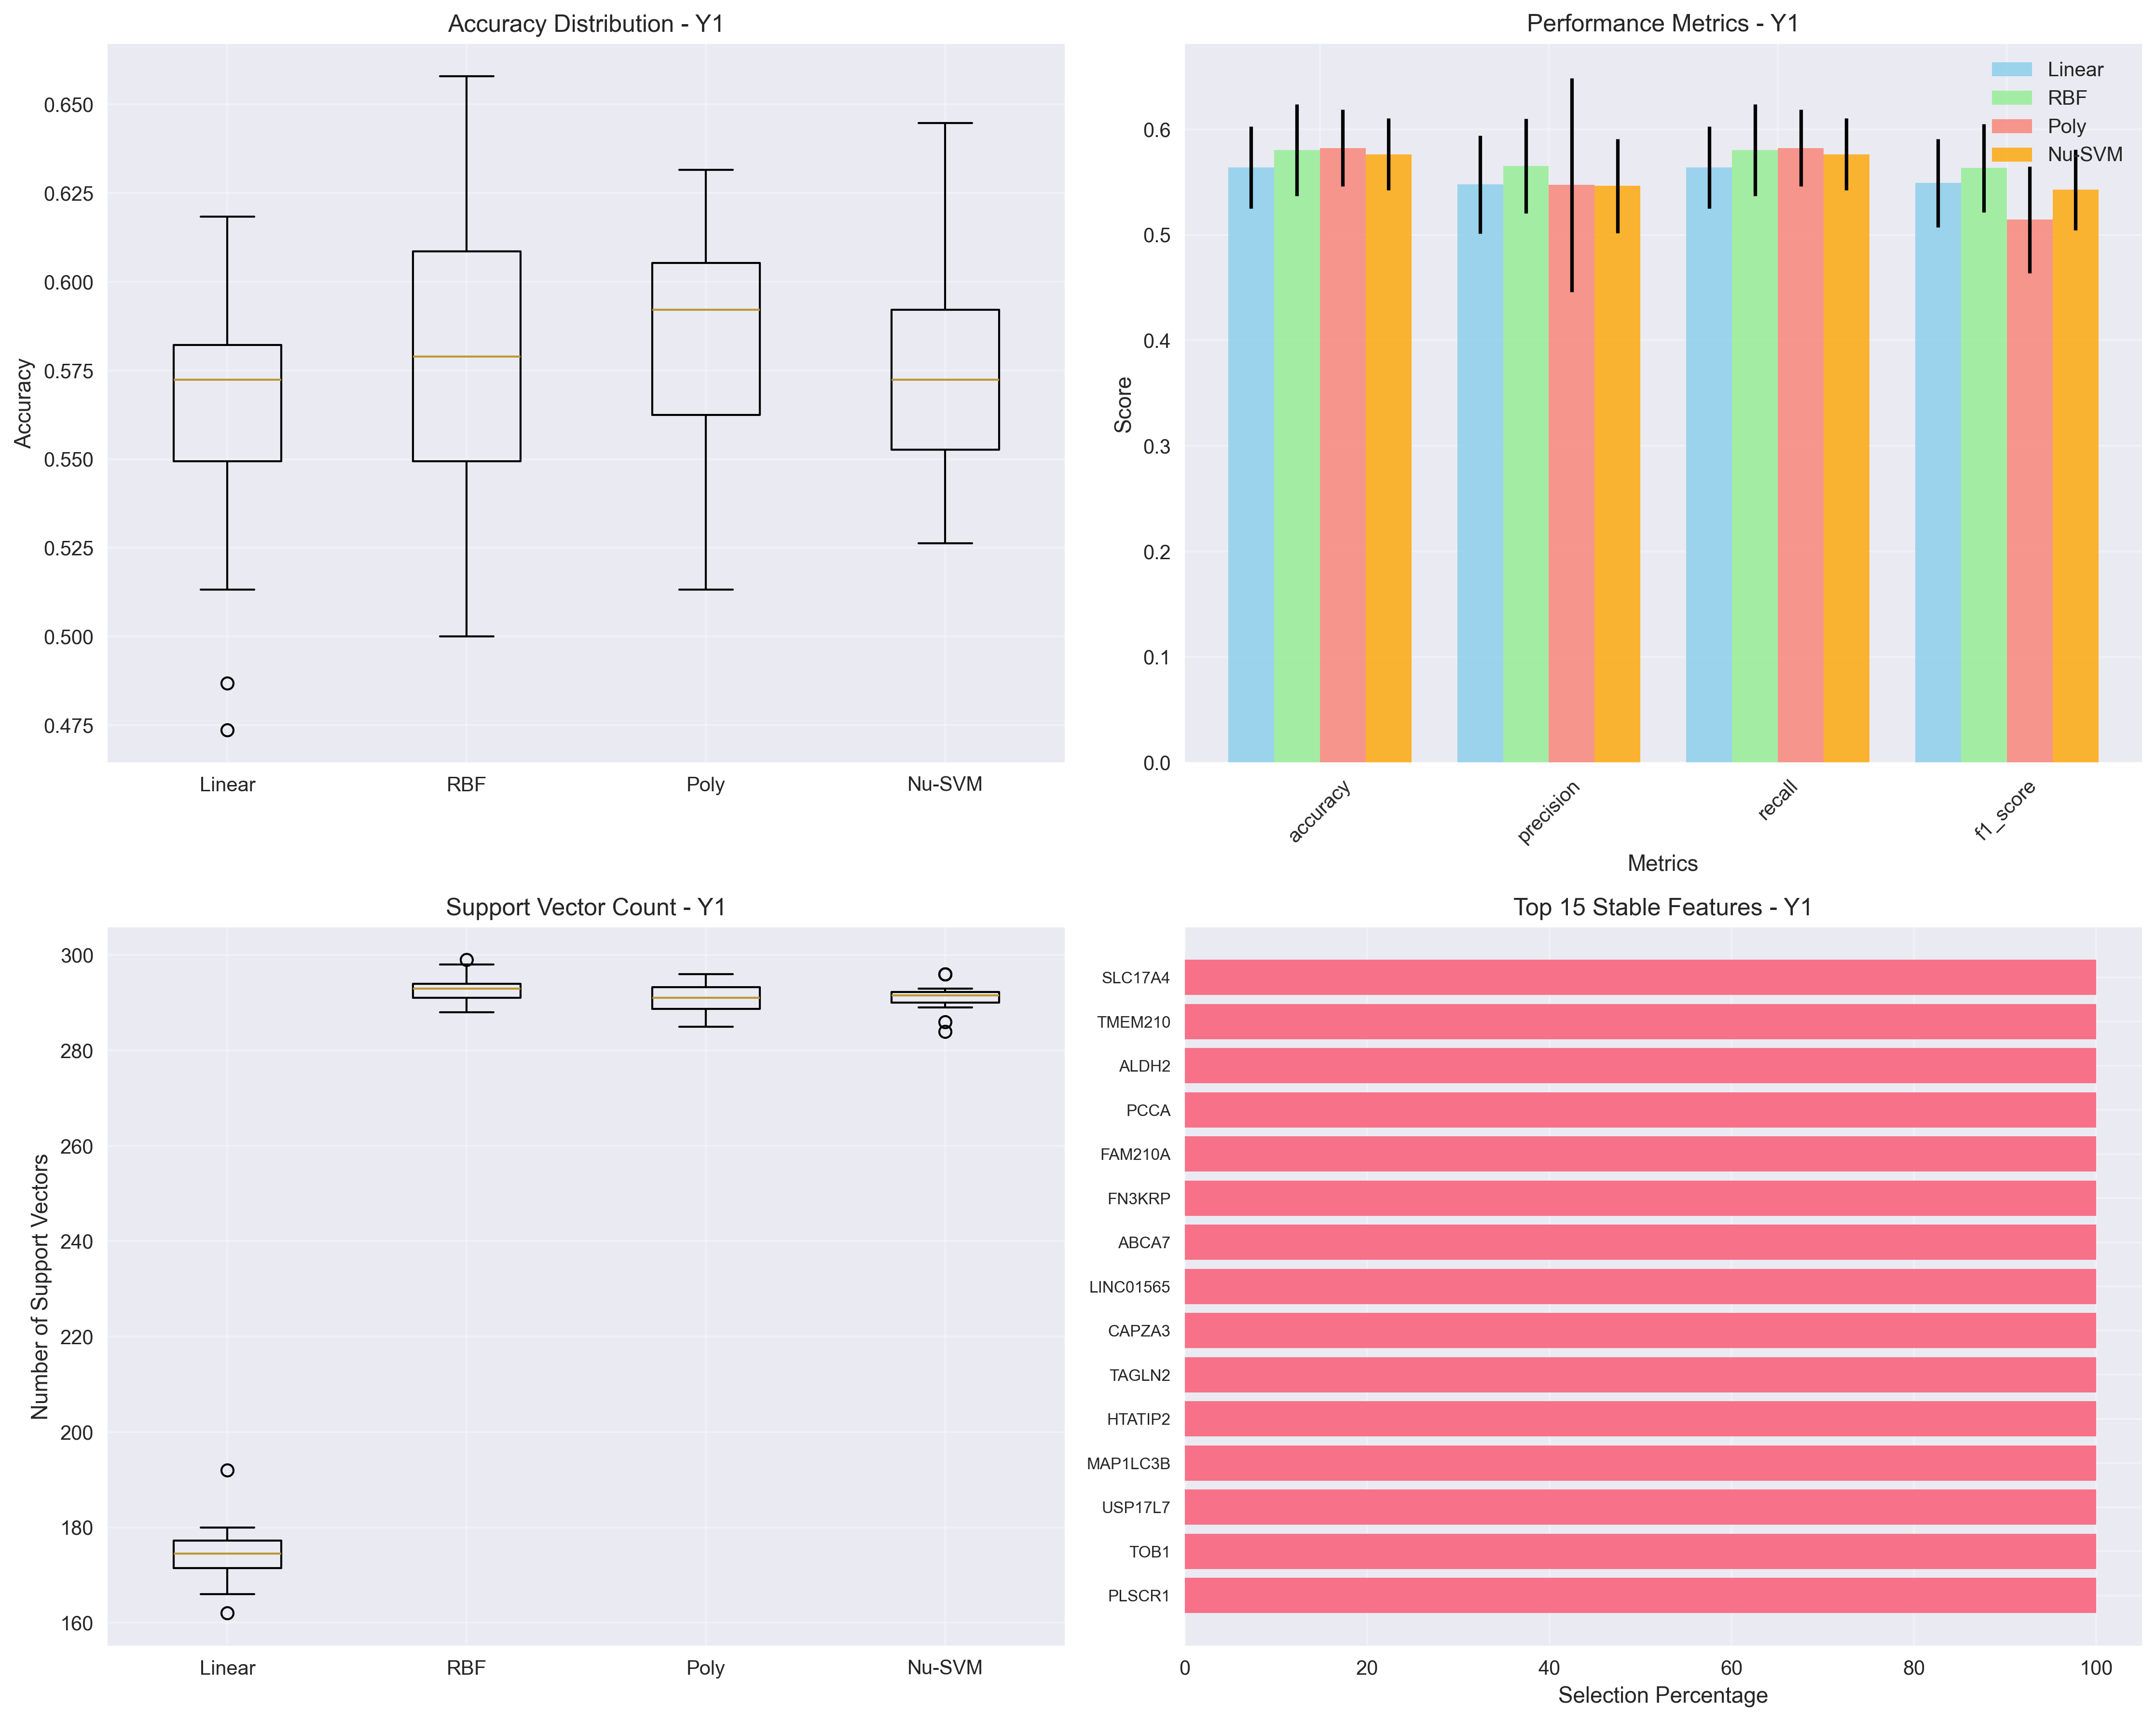 Accuracy Distribution - Y1
Accuracy
0.650
0.625
0.600
0.575
0.550
0.525
0.500
0.475
Linear
RBF
Poly
Nu-SVM
Performance Metrics - Y1
Score
0.6
0.5
0.4
0.3
0.2
0.1
0.0
Linear
RBF
Poly
Nu-SVM
accuracy
precision
recall
f1_score
Metrics
Support Vector Count - Y1
Number of Support Vectors
300
280
260
240
220
200
180
160
Linear
RBF
Poly
Nu-SVM
Top 15 Stable Features - Y1
SLC17A4
TMEM210
ALDH2
PCCA
FAM210A
FN3KRP
ABCA7
LINC01565
CAPZA3
TAGLN2
HTATIP2
MAP1LC3B
USP17L7
TOB1
PLSCR1
0
20
40
60
80
100
Selection Percentage